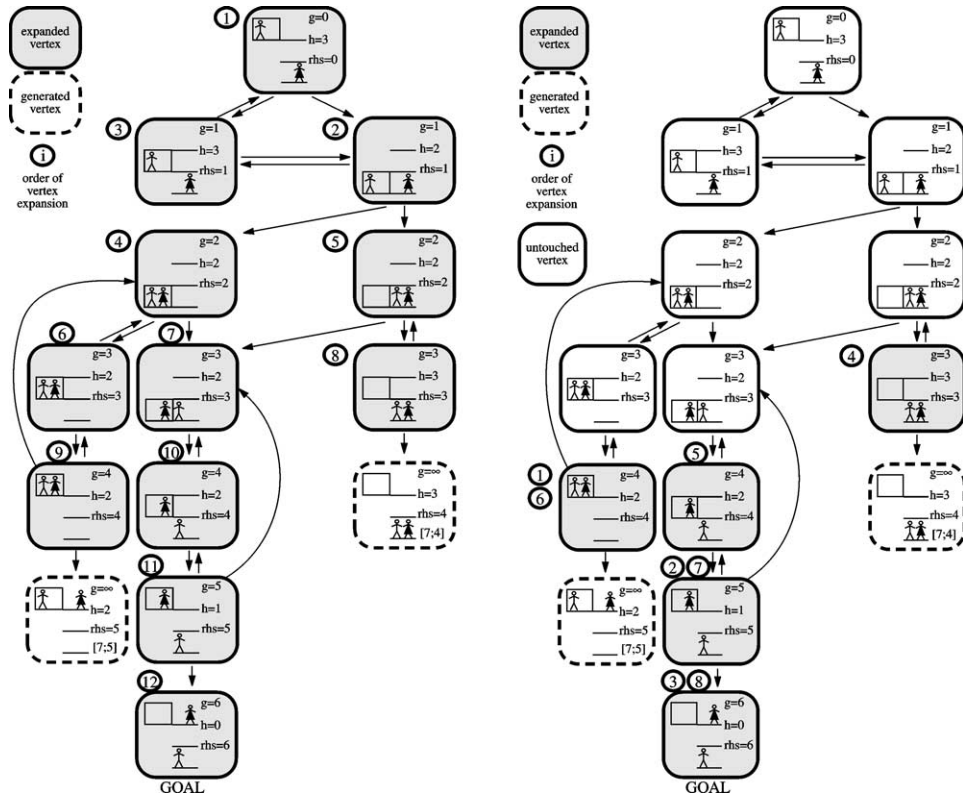 expanded
vertex
generated
vertex
i
order of
vertex
expansion
1
g=0
h=3
rhs=0
3
g=1
h=3
rhs=1
2
g=1
h=2
rhs=1
4
g=2
h=2
rhs=2
5
g=2
h=2
rhs=2
6
g=3
h=2
rhs=3
7
g=3
h=2
rhs=3
8
g=3
h=3
rhs=3
9
g=4
h=2
rhs=4
10
g=4
h=2
rhs=4
g=∞
h=3
rhs=4
[7;4]
g=∞
h=2
rhs=5
[7;5]
11
g=5
h=1
rhs=5
12
g=6
h=0
rhs=6
GOAL
expanded
vertex
generated
vertex
i
order of
vertex
expansion
untouched
vertex
g=0
h=3
rhs=0
g=1
h=3
rhs=1
g=1
h=2
rhs=1
g=2
h=2
rhs=2
g=2
h=2
rhs=2
g=3
h=2
rhs=3
g=3
h=2
rhs=3
4
g=3
h=3
rhs=3
1
6
g=4
h=2
rhs=4
5
g=4
h=2
rhs=4
g=∞
h=3
rhs=4
[7;4]
g=∞
h=2
rhs=5
[7;5]
2 7
g=5
h=1
rhs=5
3 8
g=6
h=0
rhs=6
GOAL